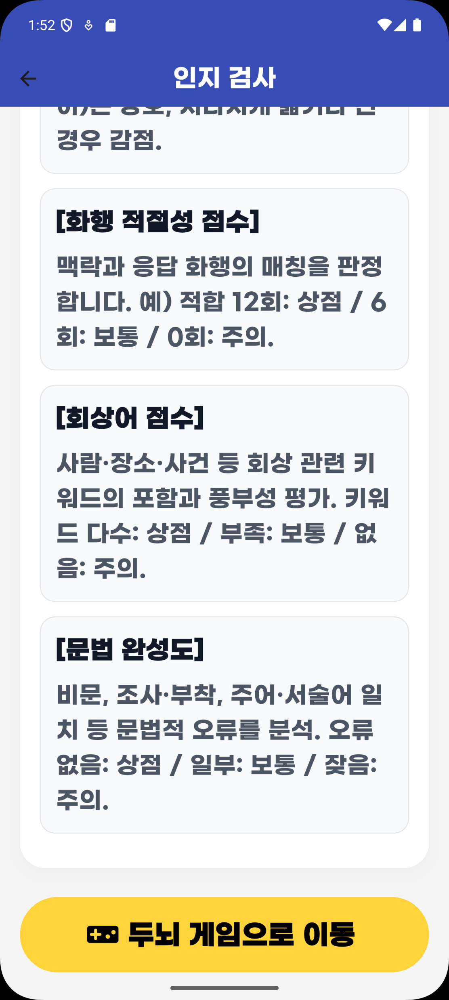 1:52
인지 검사
경우 감점.
[화행 적절성 점수]
맥락과 응답 화행의 매칭을 판정
합니다. 예) 적합 12회: 상점 / 6
회: 보통 / 0회: 주의.
[회상어 점수]
사람·장소·사건 등 회상 관련 키
워드의 포함과 풍부성 평가. 키워
드 다수: 상점 / 부족: 보통 / 없
음: 주의.
[문법 완성도]
비문, 조사·부착, 주어·서술어 일
치 등 문법적 오류를 분석. 오류
없음: 상점 / 일부: 보통 / 잦음:
주의.
두뇌 게임으로 이동